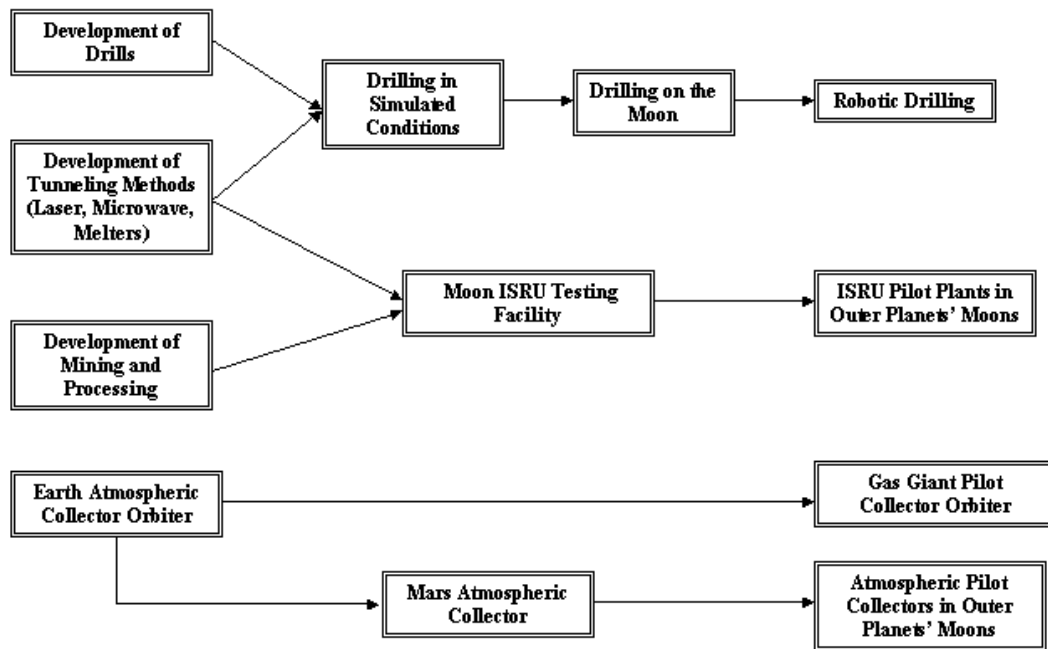 Development of
Drills
Drilling in
Simulated
Conditions
Drilling on the
Moon
Robotic Drilling
Development of
Tunneling Methods
(Laser, Microwave,
Melters)
Moon ISRU Testing
Facility
ISRU Pilot Plants in
Outer Planets’ Moons
Development of
Mining and
Processing
Earth Atmospheric
Collector Orbiter
Gas Giant Pilot
Collector Orbiter
Mars Atmospheric
Collector
Atmospheric Pilot
Collectors in Outer
Planets’ Moons